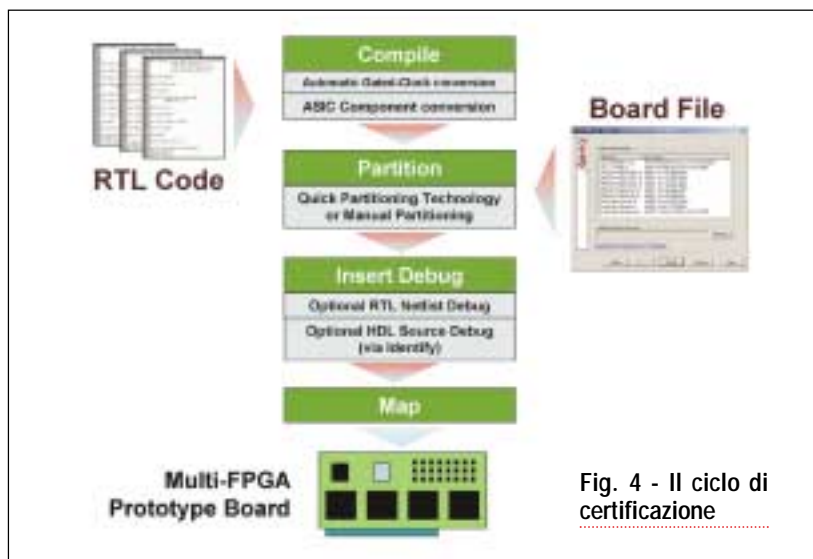 Compile
Automatic Gated-Clock conversion
ASIC Component conversion
RTL Code
Board File
Partition
Quick Partitioning Technology
or Manual Partitioning
Insert Debug
Optional RTL Netlist Debug
Optional HDL Source Debug
(via Identify)
Map
Multi-FPGA
Prototype Board
Fig. 4 - Il ciclo di
certificazione